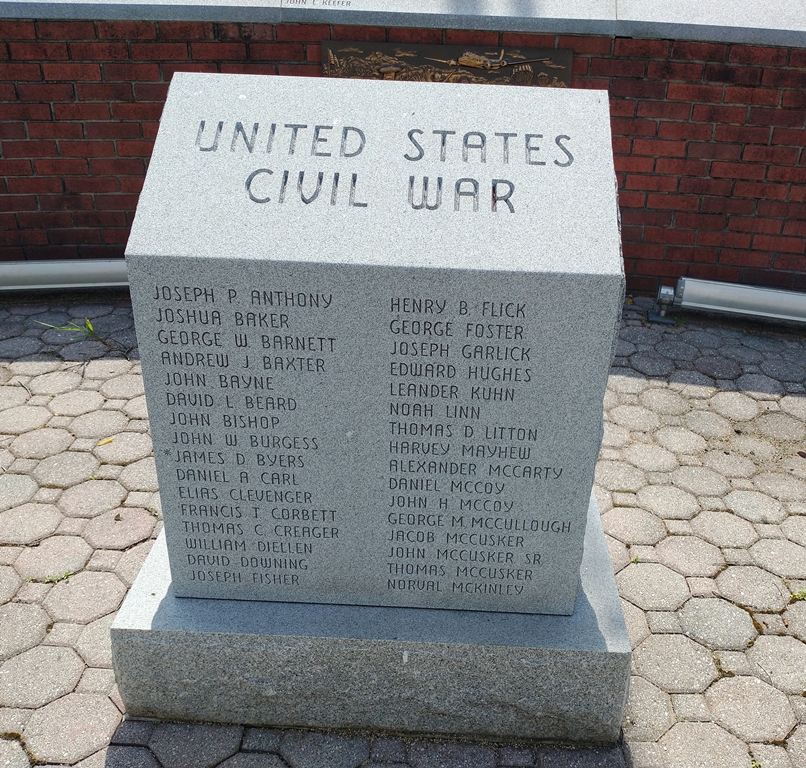 JOHN E KEEFER
UNITED STATES
CIVIL WAR
JOSEPH P. ANTHONY
JOSHUA BAKER
GEORGE W. BARNETT
ANDREW J. BAXTER
JOHN BAYNE
DAVID L. BEARD
JOHN BISHOP
JOHN W. BURGESS
*JAMES D. BYERS
DANIEL A. CARL
ELIAS CLEVENGER
FRANCIS T. CORBETT
THOMAS C. CREAGER
WILLIAM DIELLEN
DAVID DOWNING
JOSEPH FISHER
HENRY B. FLICK
GEORGE FOSTER
JOSEPH GARLICK
EDWARD HUGHES
LEANDER KUHN
NOAH LINN
THOMAS D. LITTON
HARVEY MAYHEW
ALEXANDER MCCARTY
DANIEL MCCOY
JOHN H. MCCOY
GEORGE M. MCCULLOUGH
JACOB MCCUSKER
JOHN MCCUSKER SR.
THOMAS MCCUSKER
NORVAL MCKINLEY